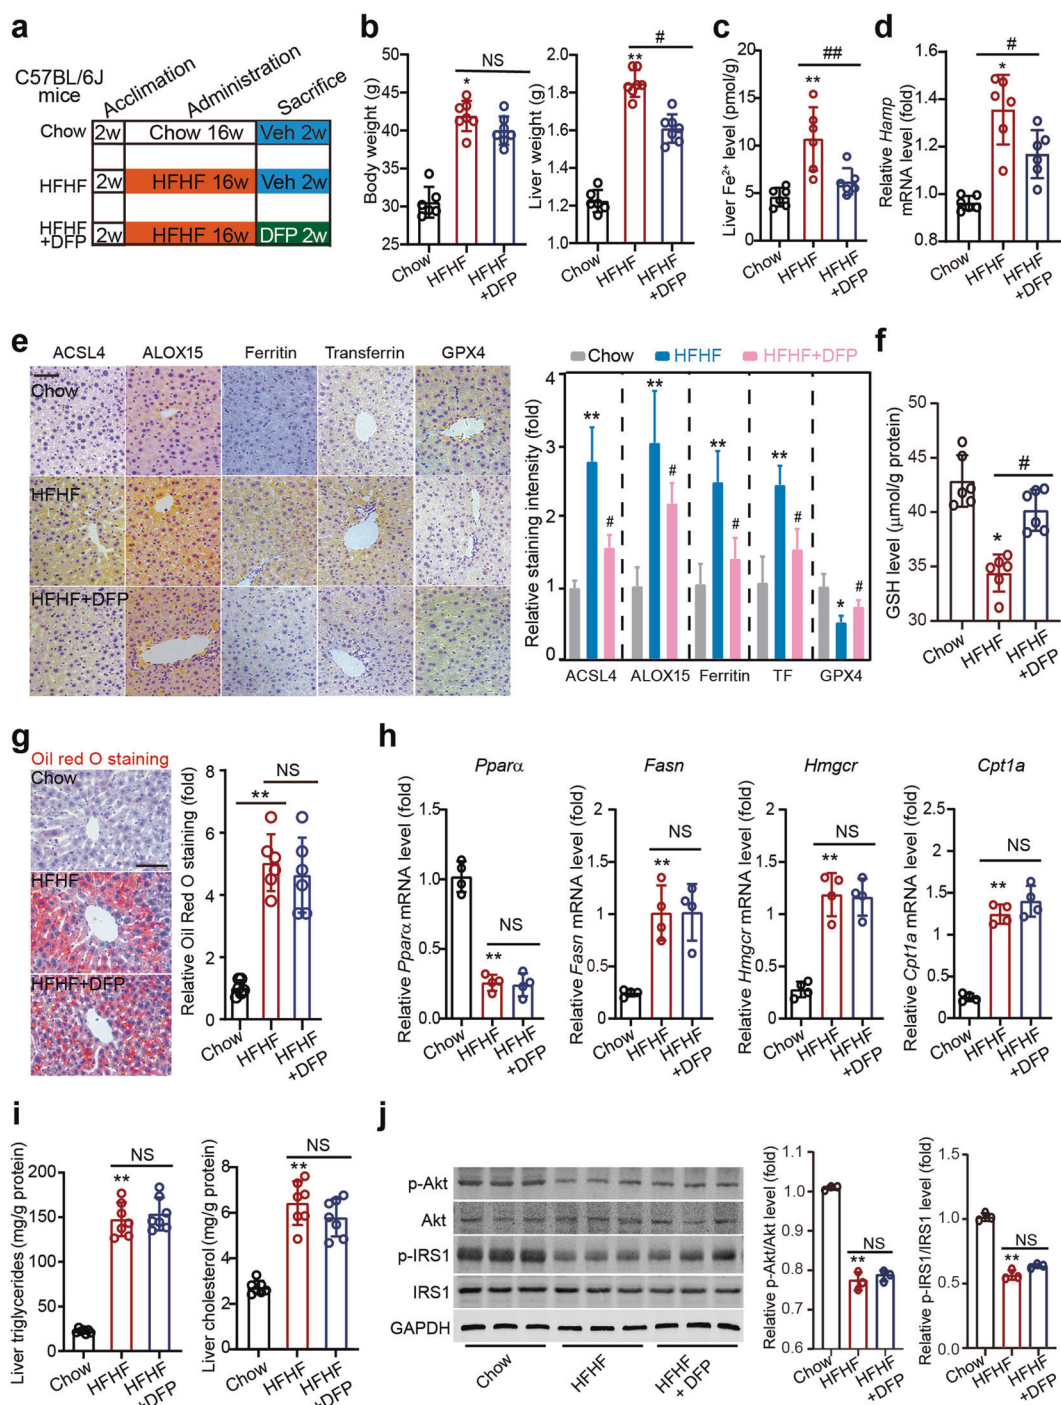 a
C57BL/6J
mice
Acclimation
Administration
Sacrifice
Chow 2w Chow 16w Veh 2w
HFHF 2w HFHF 16w Veh 2w
HFHF
+DFP 2w HFHF 16w DFP 2w
b
Body weight (g)
50
45
40
35
30
25
NS
*
Chow
HFHF
HFHF
+DFP
Liver weight (g)
2.0
1.8
1.6
1.4
1.2
1.0
#
**
Chow
HFHF
HFHF
+DFP
c
Liver Fe2+ level (pmol/g)
20
15
10
5
0
##
**
Chow
HFHF
HFHF
+DFP
d
Relative Hamp
mRNA level (fold)
1.6
1.4
1.2
1.0
0.8
#
*
Chow
HFHF
HFHF
+DFP
e
ACSL4 ALOX15 Ferritin Transferrin GPX4
Chow
HFHF
HFHF+DFP
Chow HFHF HFHF+DFP
Relative staining intensity (fold)
4
3
2
1
0
** ** ** ** *
# # # # #
ACSL4 ALOX15 Ferritin TF GPX4
f
GSH level (μmol/g protein)
50
45
40
35
30
#
*
Chow
HFHF
HFHF
+DFP
g
Oil red O staining
Chow
HFHF
HFHF+DFP
Relative Oil Red O staining (fold)
8
6
4
2
0
NS
**
Chow
HFHF
HFHF
+DFP
h
Pparα
Relative Pparα mRNA level (fold)
1.5
1.0
0.5
0.0
NS
**
Chow
HFHF
HFHF
+DFP
Fasn
Relative Fasn mRNA level (fold)
2
1.5
1
0.5
0
NS
**
Chow
HFHF
HFHF
+DFP
Hmgcr
Relative Hmgcr mRNA level (fold)
2
1.5
1
0.5
0
NS
**
Chow
HFHF
HFHF
+DFP
Cpt1a
Relative Cpt1a mRNA level (fold)
2
1.5
1
0.5
0
NS
**
Chow
HFHF
HFHF
+DFP
i
Liver triglycerides (mg/g protein)
200
150
100
50
0
NS
**
Chow
HFHF
HFHF
+DFP
Liver cholesterol (mg/g protein)
8
6
4
2
0
NS
**
Chow
HFHF
HFHF
+DFP
j
p-Akt
Akt
p-IRS1
IRS1
GAPDH
Chow
HFHF
HFHF
+ DFP
Relative p-Akt/Akt level (fold)
1.0
0.9
0.8
0.7
0.6
NS
**
Chow
HFHF
HFHF
+DFP
Relative p-IRS1/IRS1 level (fold)
1.5
1.0
0.5
0.0
NS
**
Chow
HFHF
HFHF
+DFP